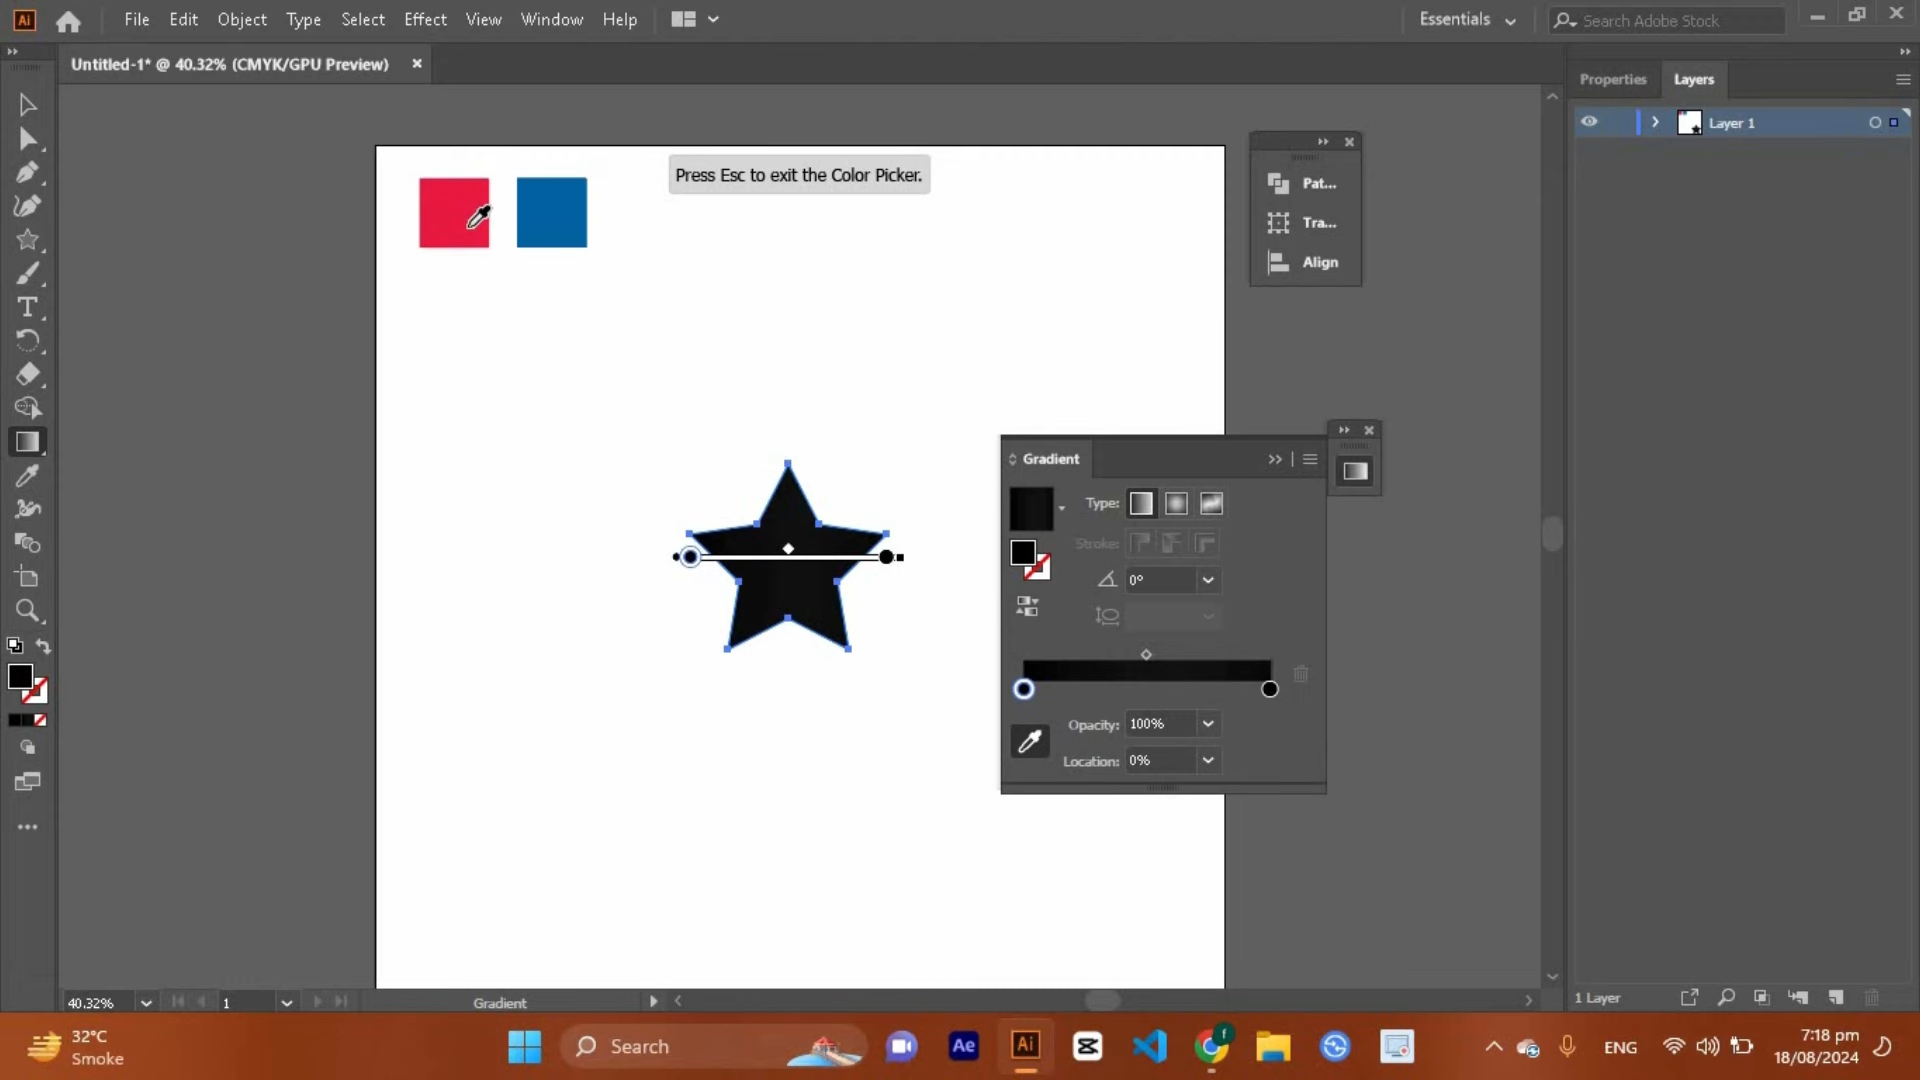 Ai File Edit Object Type Select Effect View Window Help Essentials Search Adobe Stock
Untitled-1* @ 40.32% (CMYK/GPU Preview)
Properties Layers
Layer 1
Press Esc to exit the Color Picker.
Pat...
Tra...
Align
Gradient
Type:
Stroke:
0°
Opacity: 100%
Location: 0%
40.32% 1 Gradient
1 Layer
32°C
Smoke
Search
Ae
Ai
f
ENG
7:18 pm
18/08/2024